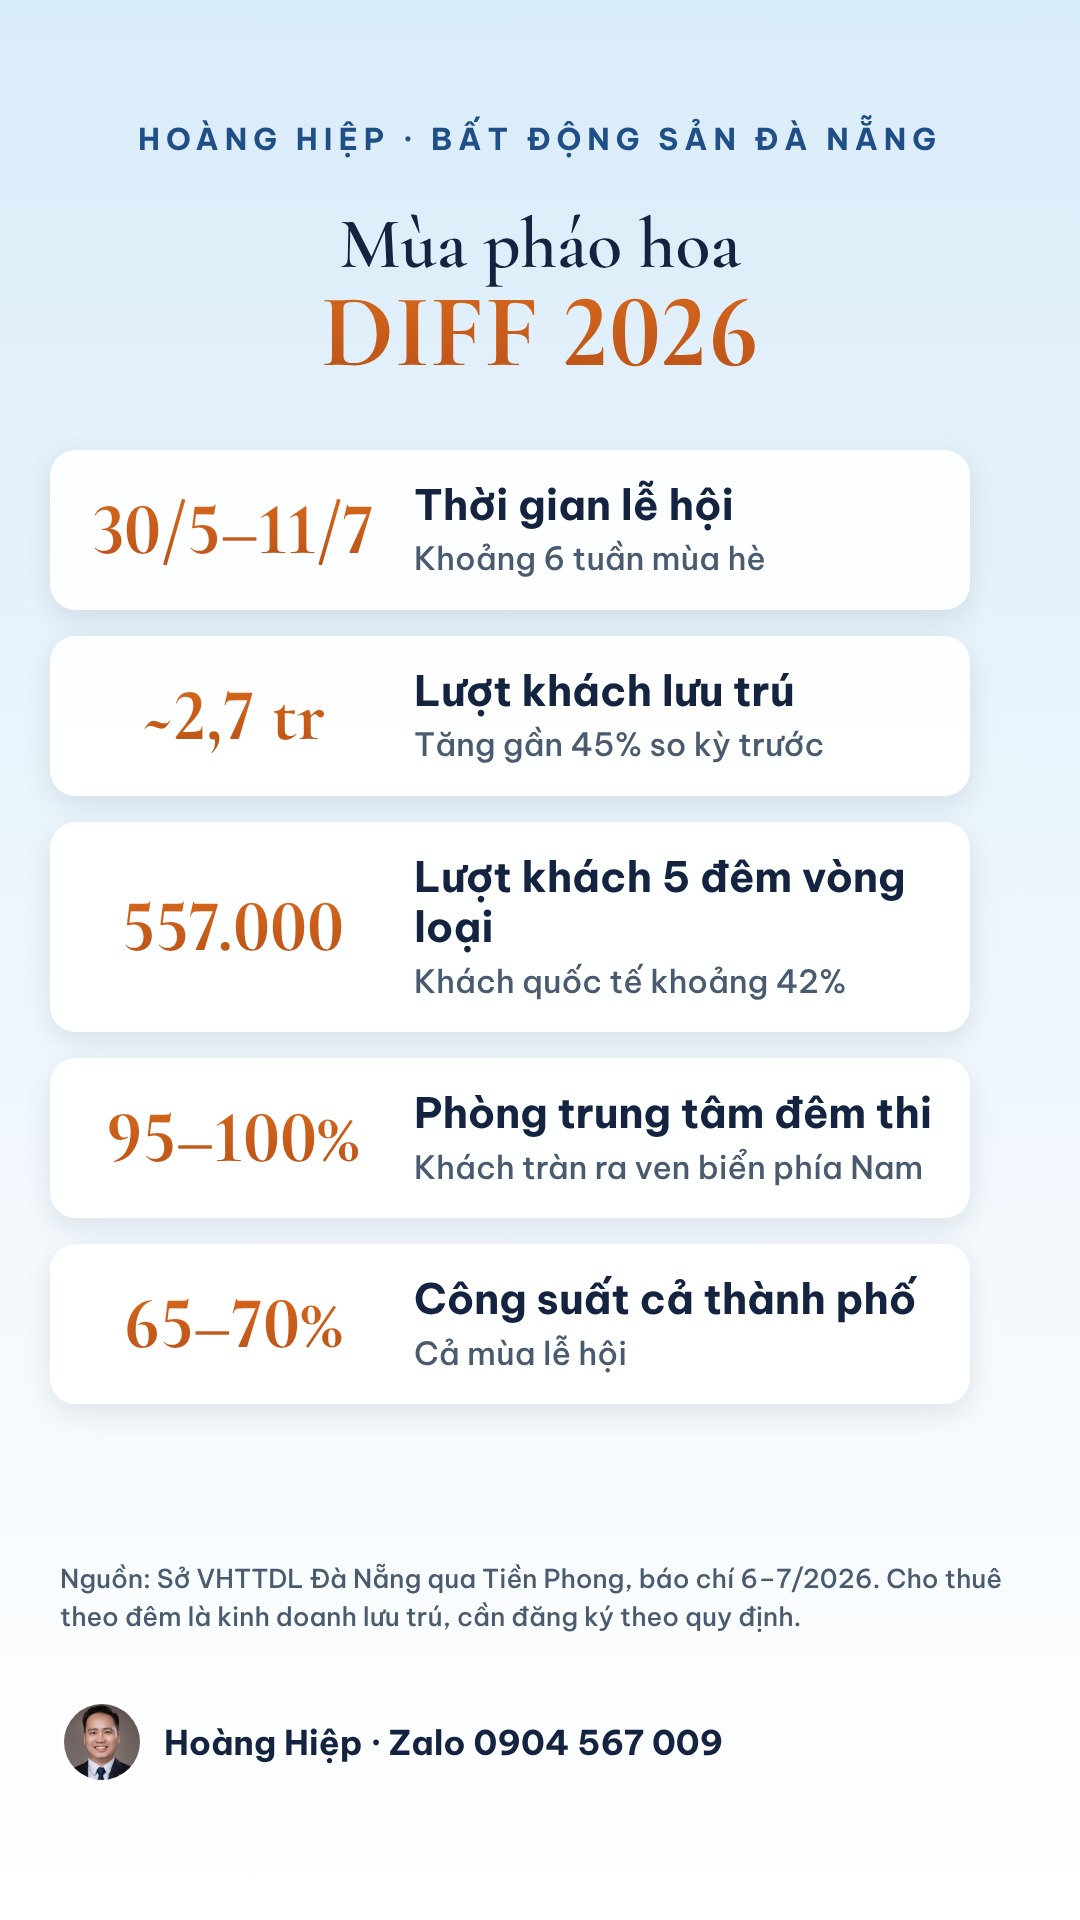 HOÀNG HIỆP · BẤT ĐỘNG SẢN ĐÀ NẴNG
Mùa pháo hoa
DIFF 2026
30/5–11/7
Thời gian lễ hội
Khoảng 6 tuần mùa hè
~2,7 tr
Lượt khách lưu trú
Tăng gần 45% so kỳ trước
557.000
Lượt khách 5 đêm vòng
loại
Khách quốc tế khoảng 42%
95–100%
Phòng trung tâm đêm thi
Khách tràn ra ven biển phía Nam
65–70%
Công suất cả thành phố
Cả mùa lễ hội
Nguồn: Sở VHTTDL Đà Nẵng qua Tiền Phong, báo chí 6–7/2026. Cho thuê
theo đêm là kinh doanh lưu trú, cần đăng ký theo quy định.
Hoàng Hiệp · Zalo 0904 567 009